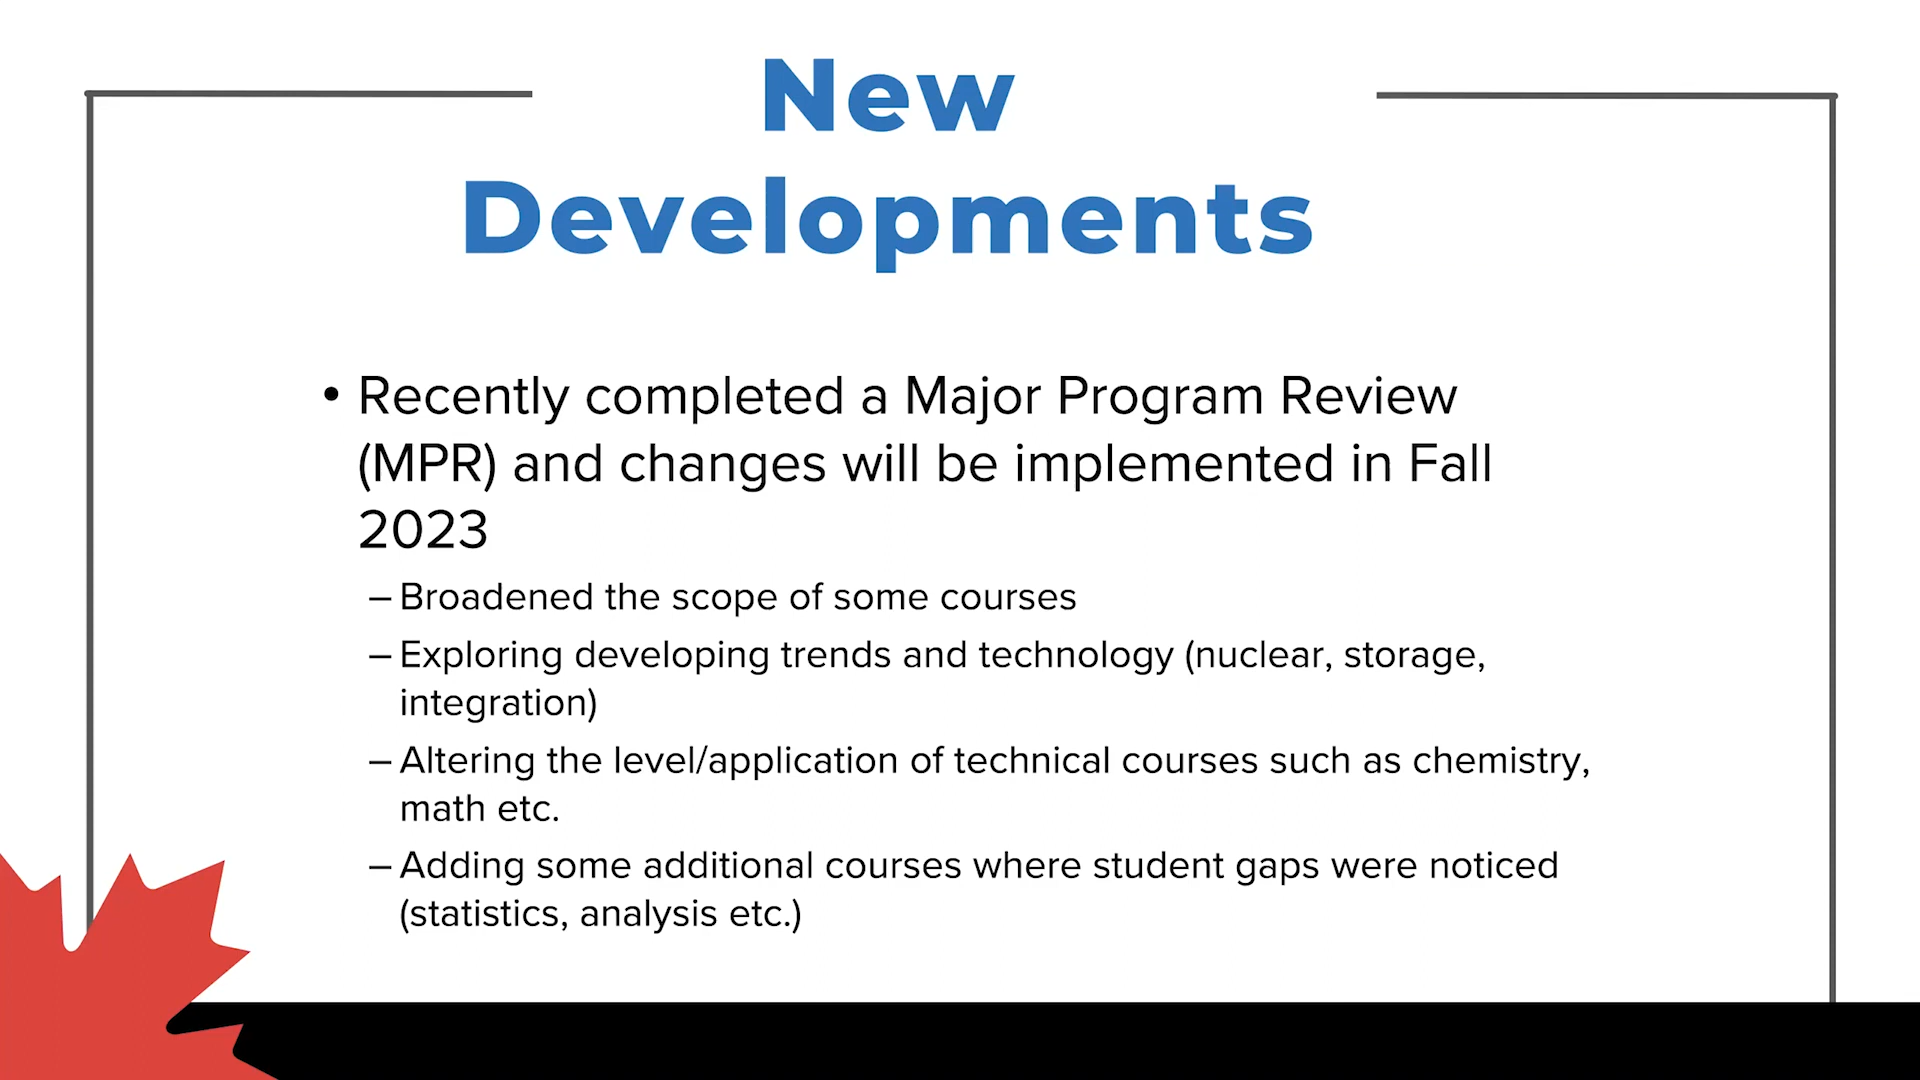 New
Developments
• Recently completed a Major Program Review
(MPR) and changes will be implemented in Fall
2023
– Broadened the scope of some courses
– Exploring developing trends and technology (nuclear, storage,
integration)
– Altering the level/application of technical courses such as chemistry,
math etc.
– Adding some additional courses where student gaps were noticed
(statistics, analysis etc.)